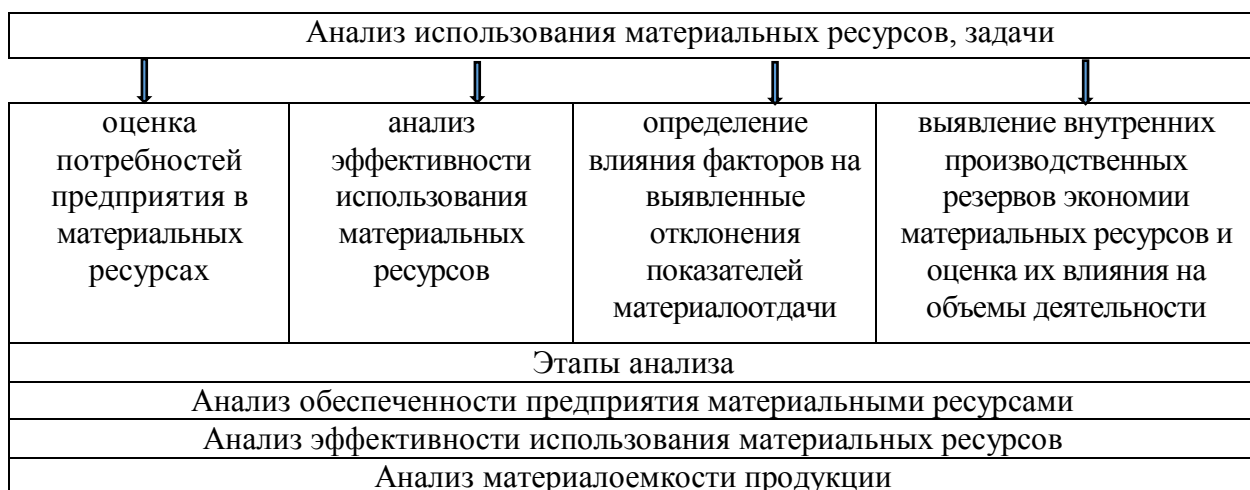 Анализ использования материальных ресурсов, задачи
оценка
потребностей
предприятия в
материальных
ресурсах
анализ
эффективности
использования
материальных
ресурсов
определение
влияния факторов на
выявленные
отклонения
показателей
материалоотдачи
выявление внутренних
производственных
резервов экономии
материальных ресурсов и
оценка их влияния на
объемы деятельности
Этапы анализа
Анализ обеспеченности предприятия материальными ресурсами
Анализ эффективности использования материальных ресурсов
Анализ материалоемкости продукции